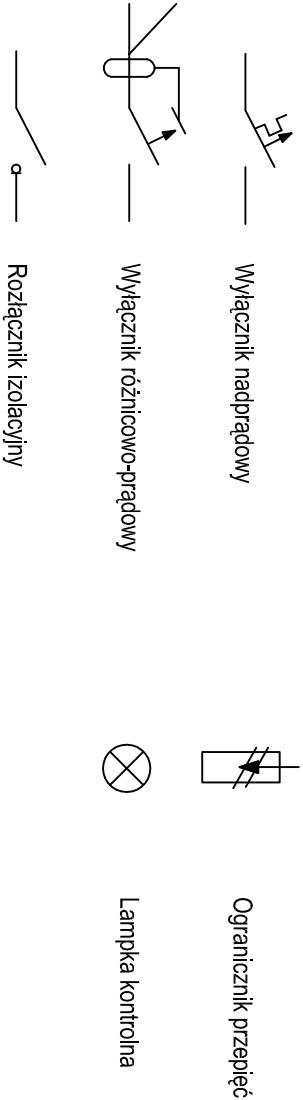 Wyłącznik nadprądowy
Wyłącznik różnicowo-prądowy
Rozłącznik izolacyjny
Ogranicznik przepięć
Lampka kontrolna